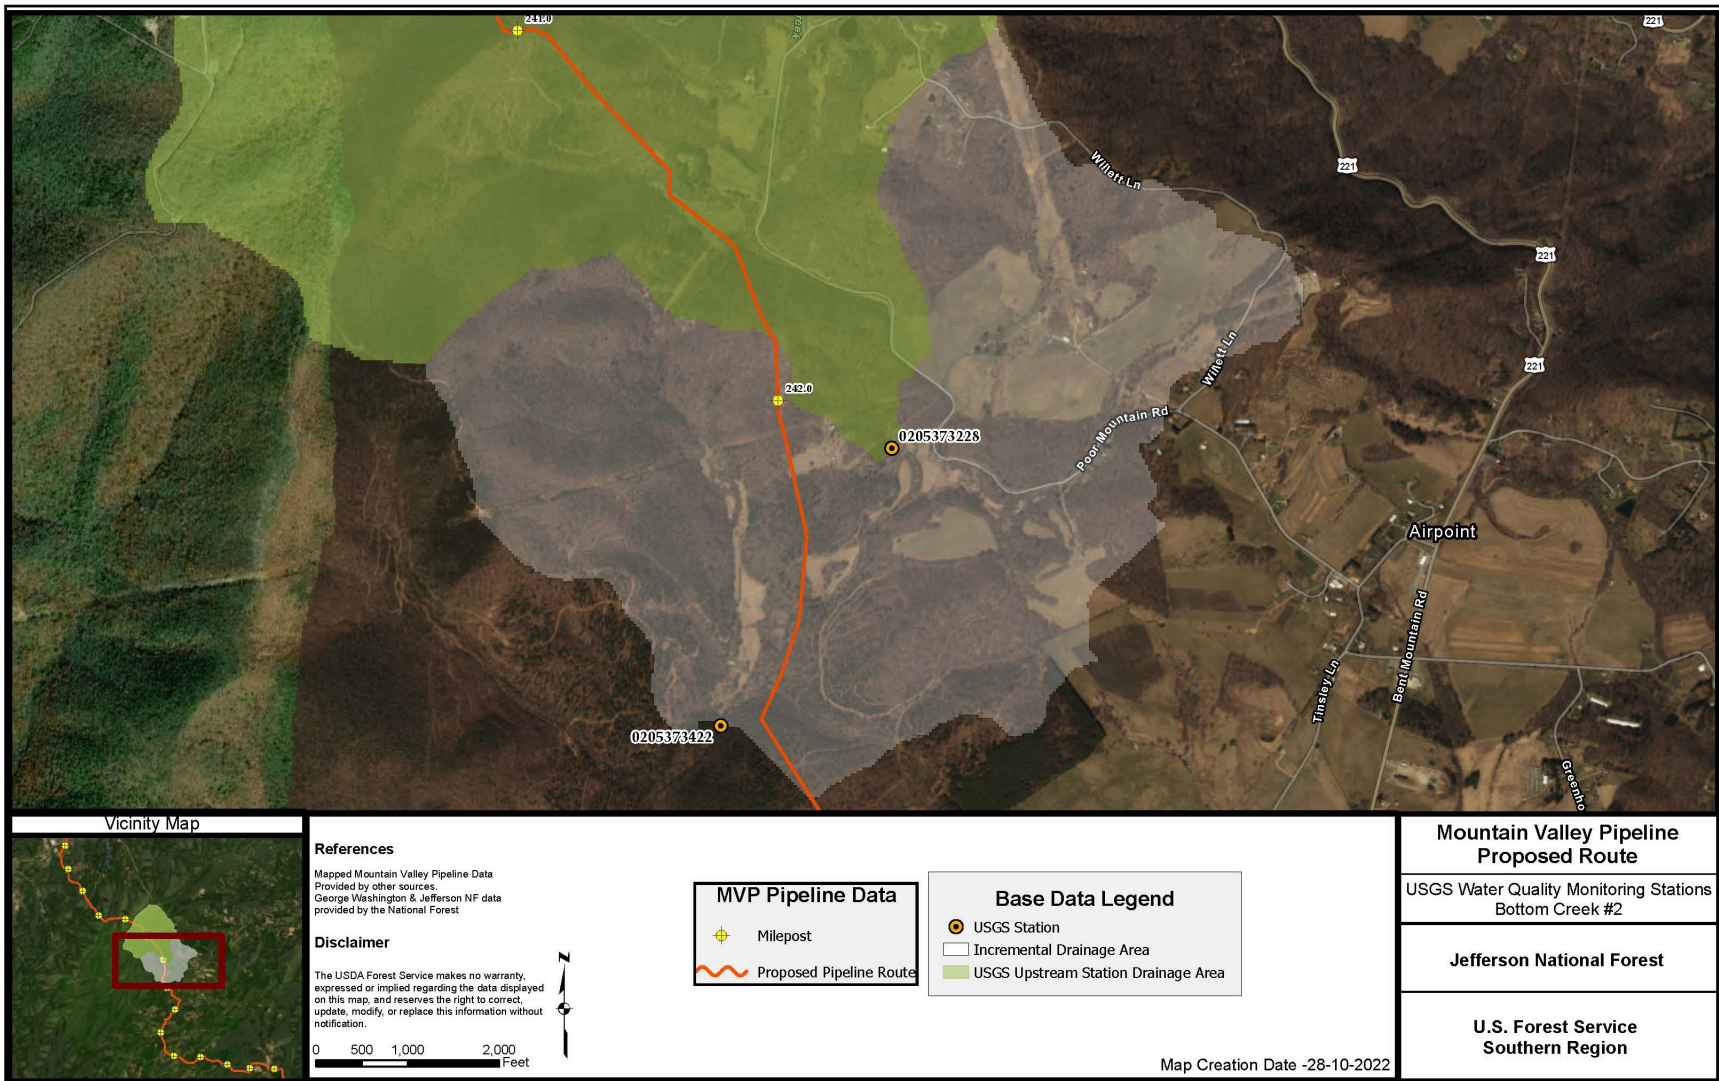 241.0
reek
221
Willett Ln
221
221
Willett Ln
221
242.0
Poor Mountain Rd
0205373228
Airpoint
Bent Mountain Rd
Tinsley Ln
0205373422
Greenho
Vicinity Map
References
Mapped Mountain Valley Pipeline Data
Provided by other sources.
George Washington & Jefferson NF data
provided by the National Forest
Disclaimer
The USDA Forest Service makes no warranty,
expressed or implied regarding the data displayed
on this map, and reserves the right to correct,
update, modify, or replace this information without
notification.
0 500 1,000 2,000
Feet
N
MVP Pipeline Data
Milepost
Proposed Pipeline Route
Base Data Legend
USGS Station
Incremental Drainage Area
USGS Upstream Station Drainage Area
Map Creation Date -28-10-2022
Mountain Valley Pipeline
Proposed Route
USGS Water Quality Monitoring Stations
Bottom Creek #2
Jefferson National Forest
U.S. Forest Service
Southern Region